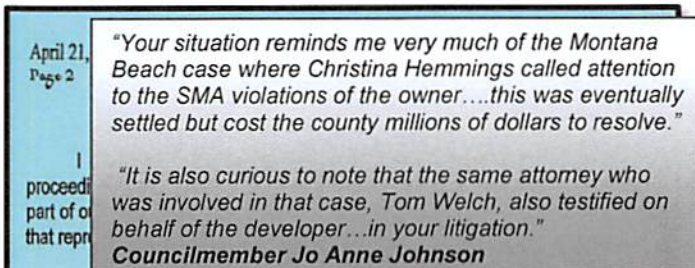 April 21,
Page 2
"Your situation reminds me very much of the Montana
Beach case where Christina Hemmings called attention
to the SMA violations of the owner....this was eventually
settled but cost the county millions of dollars to resolve."
"It is also curious to note that the same attorney who
was involved in that case, Tom Welch, also testified on
behalf of the developer...in your litigation."
Councilmember Jo Anne Johnson
I
proceedi
part of o
that repr